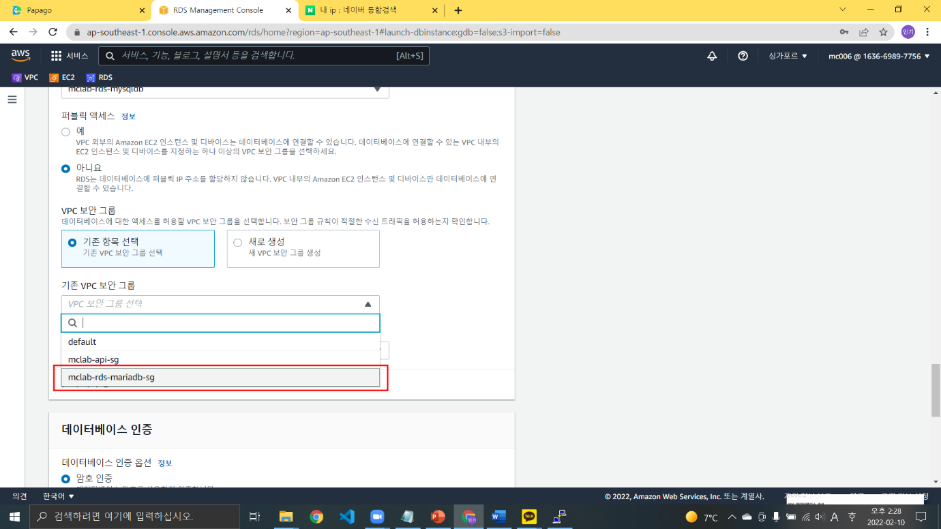 Papago
RDS Management Console
내 ip : 네이버 통합검색
ap-southeast-1.console.aws.amazon.com/rds/home?region=ap-southeast-1#launch-dbinstance:gdb=false;s3-import=false
민기
aws
서비스
서비스, 기능, 블로그, 설명서 등을 검색합니다.
[Alt+S]
싱가포르
mc006 @ 1636-6989-7756
VPC
EC2
RDS
mclab-rds-mysqldb
퍼블릭 액세스 정보
예
VPC 외부의 Amazon EC2 인스턴스 및 디바이스는 데이터베이스에 연결할 수 있습니다. 데이터베이스에 연결할 수 있는 VPC 내부의
EC2 인스턴스 및 디바이스를 지정하는 하나 이상의 VPC 보안 그룹을 선택하세요.
아니요
RDS는 데이터베이스에 퍼블릭 IP 주소를 할당하지 않습니다. VPC 내부의 Amazon EC2 인스턴스 및 디바이스만 데이터베이스에 연
결할 수 있습니다.
VPC 보안 그룹
데이터베이스에 대한 액세스를 허용할 VPC 보안 그룹을 선택합니다. 보안 그룹 규칙이 적절한 수신 트래픽을 허용하는지 확인합니다.
기존 항목 선택
기존 VPC 보안 그룹 선택
새로 생성
새 VPC 보안 그룹 생성
기존 VPC 보안 그룹
VPC 보안 그룹 선택
default
mclab-api-sg
mclab-rds-mariadb-sg
데이터베이스 인증
데이터베이스 인증 옵션 정보
암호 인증
의견
한국어
© 2022, Amazon Web Services, Inc. 또는 계열사.
검색하려면 여기에 입력하십시오.
7°C
A
오후 2:28
2022-02-10